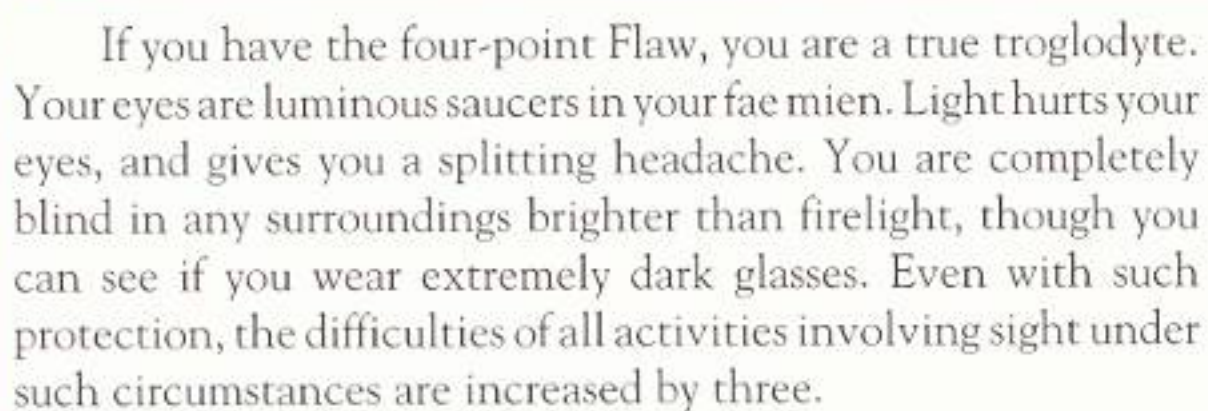 If you have the four-point Flaw, you are a true troglodyte.
Your eyes are luminous saucers in your fae mien. Light hurts your
eyes, and gives you a splitting headache. You are completely
blind in any surroundings brighter than firelight, though you
can see if you wear extremely dark glasses. Even with such
protection, the difficulties of all activities involving sight under
such circumstances are increased by three.